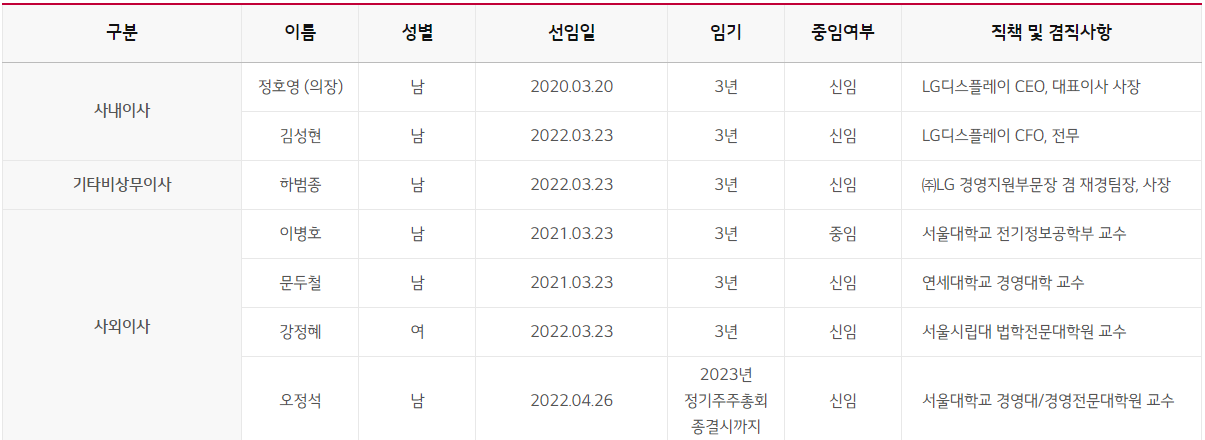 구분 이름 성별 선임일 임기 중임여부 직책 및 겸직사항
사내이사
정호영 (의장) 남 2020.03.20 3년 신임 LG디스플레이 CEO, 대표이사 사장
김성현 남 2022.03.23 3년 신임 LG디스플레이 CFO, 전무
기타비상무이사 하범종 남 2022.03.23 3년 신임 ㈜LG 경영지원부문장 겸 재경팀장, 사장
사외이사
이병호 남 2021.03.23 3년 중임 서울대학교 전기정보공학부 교수
문두철 남 2021.03.23 3년 신임 연세대학교 경영대학 교수
강정혜 여 2022.03.23 3년 신임 서울시립대 법학전문대학원 교수
오정석 남 2022.04.26
2023년
정기주주총회
종결시까지
신임 서울대학교 경영대/경영전문대학원 교수